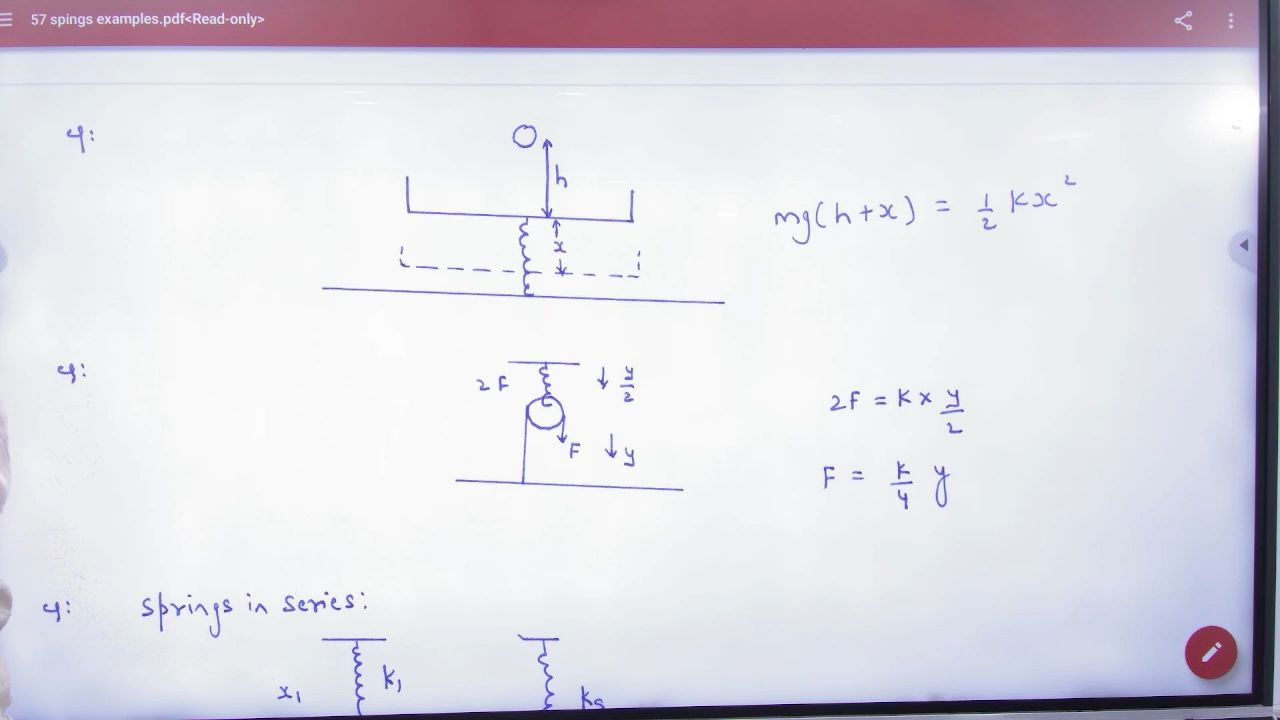 57 spings examples.pdf<Read-only>
4:
h
x
mg(h+x) = 1/2 kx²
4:
2F
↓ y/2
F ↓ y
2F = K × y/2
F = K/4 y
4: springs in series:
x₁ k₁ ks